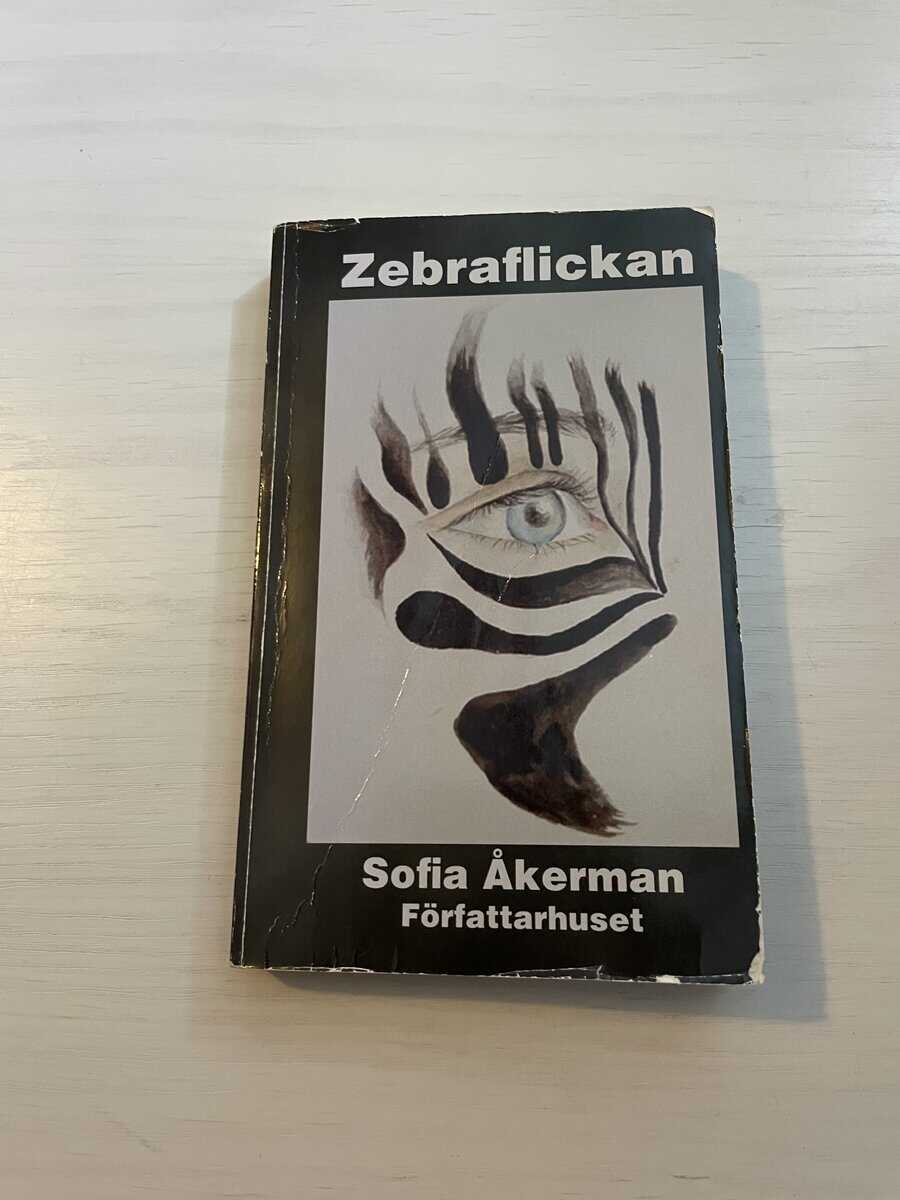 Zebraflickan
Sofia Åkerman
Författarhuset